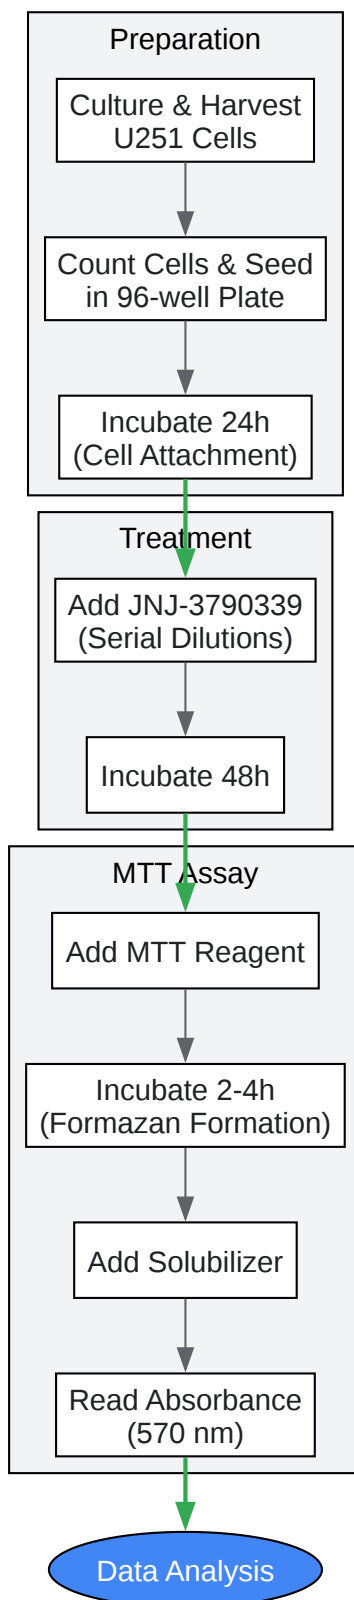 Preparation
Culture & Harvest
U251 Cells
Count Cells & Seed
in 96-well Plate
Incubate 24h
(Cell Attachment)
Treatment
Add JNJ-3790339
(Serial Dilutions)
Incubate 48h
MTT Assay
Add MTT Reagent
Incubate 2-4h
(Formazan Formation)
Add Solubilizer
Read Absorbance
(570 nm)
Data Analysis